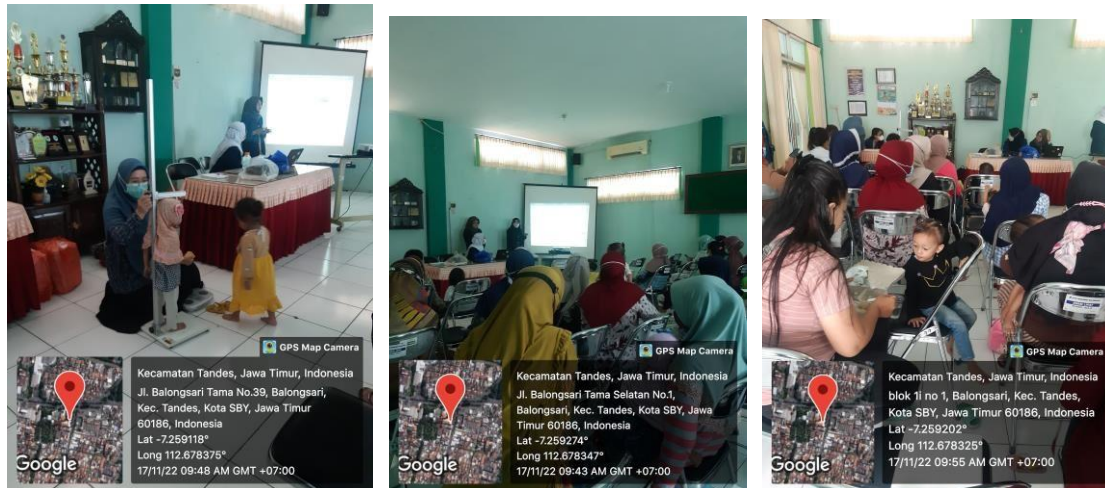 GPS Map Camera
Kecamatan Tandes, Jawa Timur, Indonesia
Jl. Balongsari Tama No.39, Balongsari,
Kec. Tandes, Kota SBY, Jawa Timur
60186, Indonesia
Lat -7.259118°
Long 112.678375°
17/11/22 09:48 AM GMT +07:00
Google
GPS Map Camera
Kecamatan Tandes, Jawa Timur, Indonesia
Jl. Balongsari Tama Selatan No.1,
Balongsari, Kec. Tandes, Kota SBY, Jawa
Timur 60186, Indonesia
Lat -7.259274°
Long 112.678347°
17/11/22 09:43 AM GMT +07:00
Google
GPS Map Camera
Kecamatan Tandes, Jawa Timur, Indonesia
blok 1i no 1, Balongsari, Kec. Tandes,
Kota SBY, Jawa Timur 60186, Indonesia
Lat -7.259202°
Long 112.678325°
17/11/22 09:55 AM GMT +07:00
Google